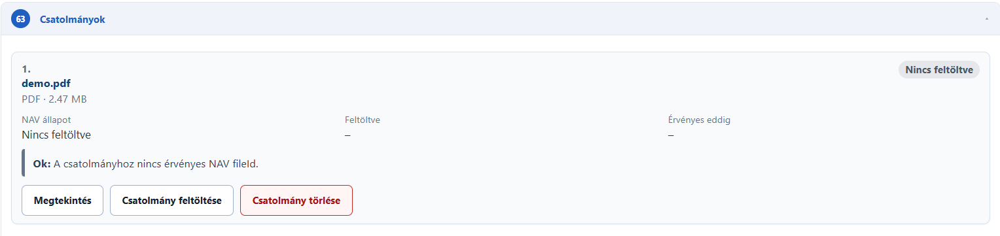 63 Csatolmányok
1.
Nincs feltöltve
demo.pdf
PDF · 2.47 MB
NAV állapot Feltöltve Érvényes eddig
Nincs feltöltve – –
Ok: A csatolmányhoz nincs érvényes NAV fileId.
Megtekintés Csatolmány feltöltése Csatolmány törlése